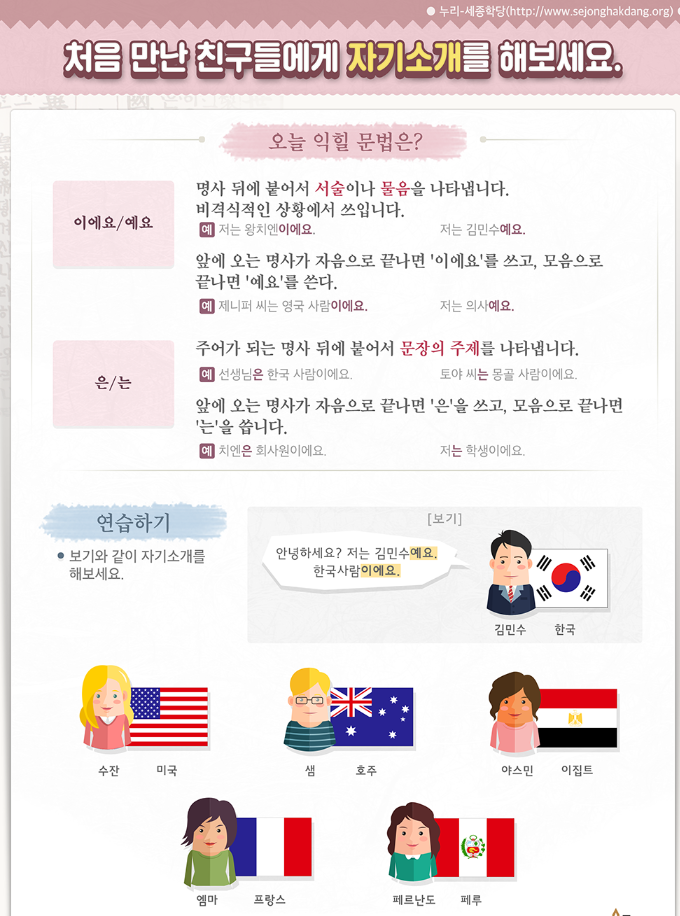 ● 누리-세종학당(http://www.sejonghakdang.org) ●
처음 만난 친구들에게 자기소개를 해보세요.
오늘 익힐 문법은?
이에요/예요
명사 뒤에 붙어서 서술이나 물음을 나타냅니다.
비격식적인 상황에서 쓰입니다.
예 저는 왕치엔이에요. 저는 김민수예요.
앞에 오는 명사가 자음으로 끝나면 '이에요'를 쓰고, 모음으로
끝나면 '예요'를 쓴다.
예 제니퍼 씨는 영국 사람이에요. 저는 의사예요.
은/는
주어가 되는 명사 뒤에 붙어서 문장의 주제를 나타냅니다.
예 선생님은 한국 사람이에요. 토야 씨는 몽골 사람이에요.
앞에 오는 명사가 자음으로 끝나면 '은'을 쓰고, 모음으로 끝나면
'는'을 씁니다.
예 치엔은 회사원이에요. 저는 학생이에요.
연습하기
● 보기와 같이 자기소개를
해보세요.
[보기]
안녕하세요? 저는 김민수예요.
한국사람이에요.
김민수 한국
수잔 미국
샘 호주
야스민 이집트
엠마 프랑스
페르난도 페루